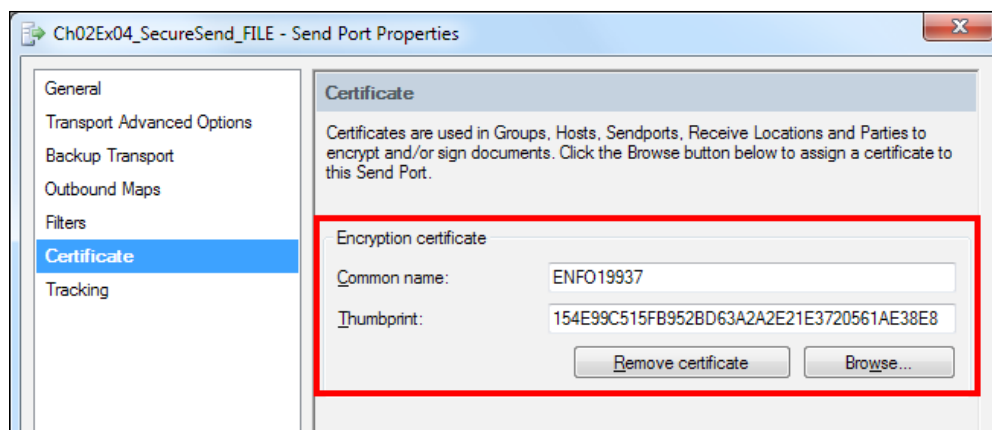 Ch02Ex04_SecureSend_FILE - Send Port Properties
General
Transport Advanced Options
Backup Transport
Outbound Maps
Filters
Certificate
Tracking
Certificate
Certificates are used in Groups, Hosts, Sendports, Receive Locations and Parties to
encrypt and/or sign documents. Click the Browse button below to assign a certificate to
this Send Port.
Encryption certificate
Common name:
ENFO19937
Thumbprint:
154E99C515FB952BD63A2A2E21E3720561AE38E8
Remove certificate
Browse...